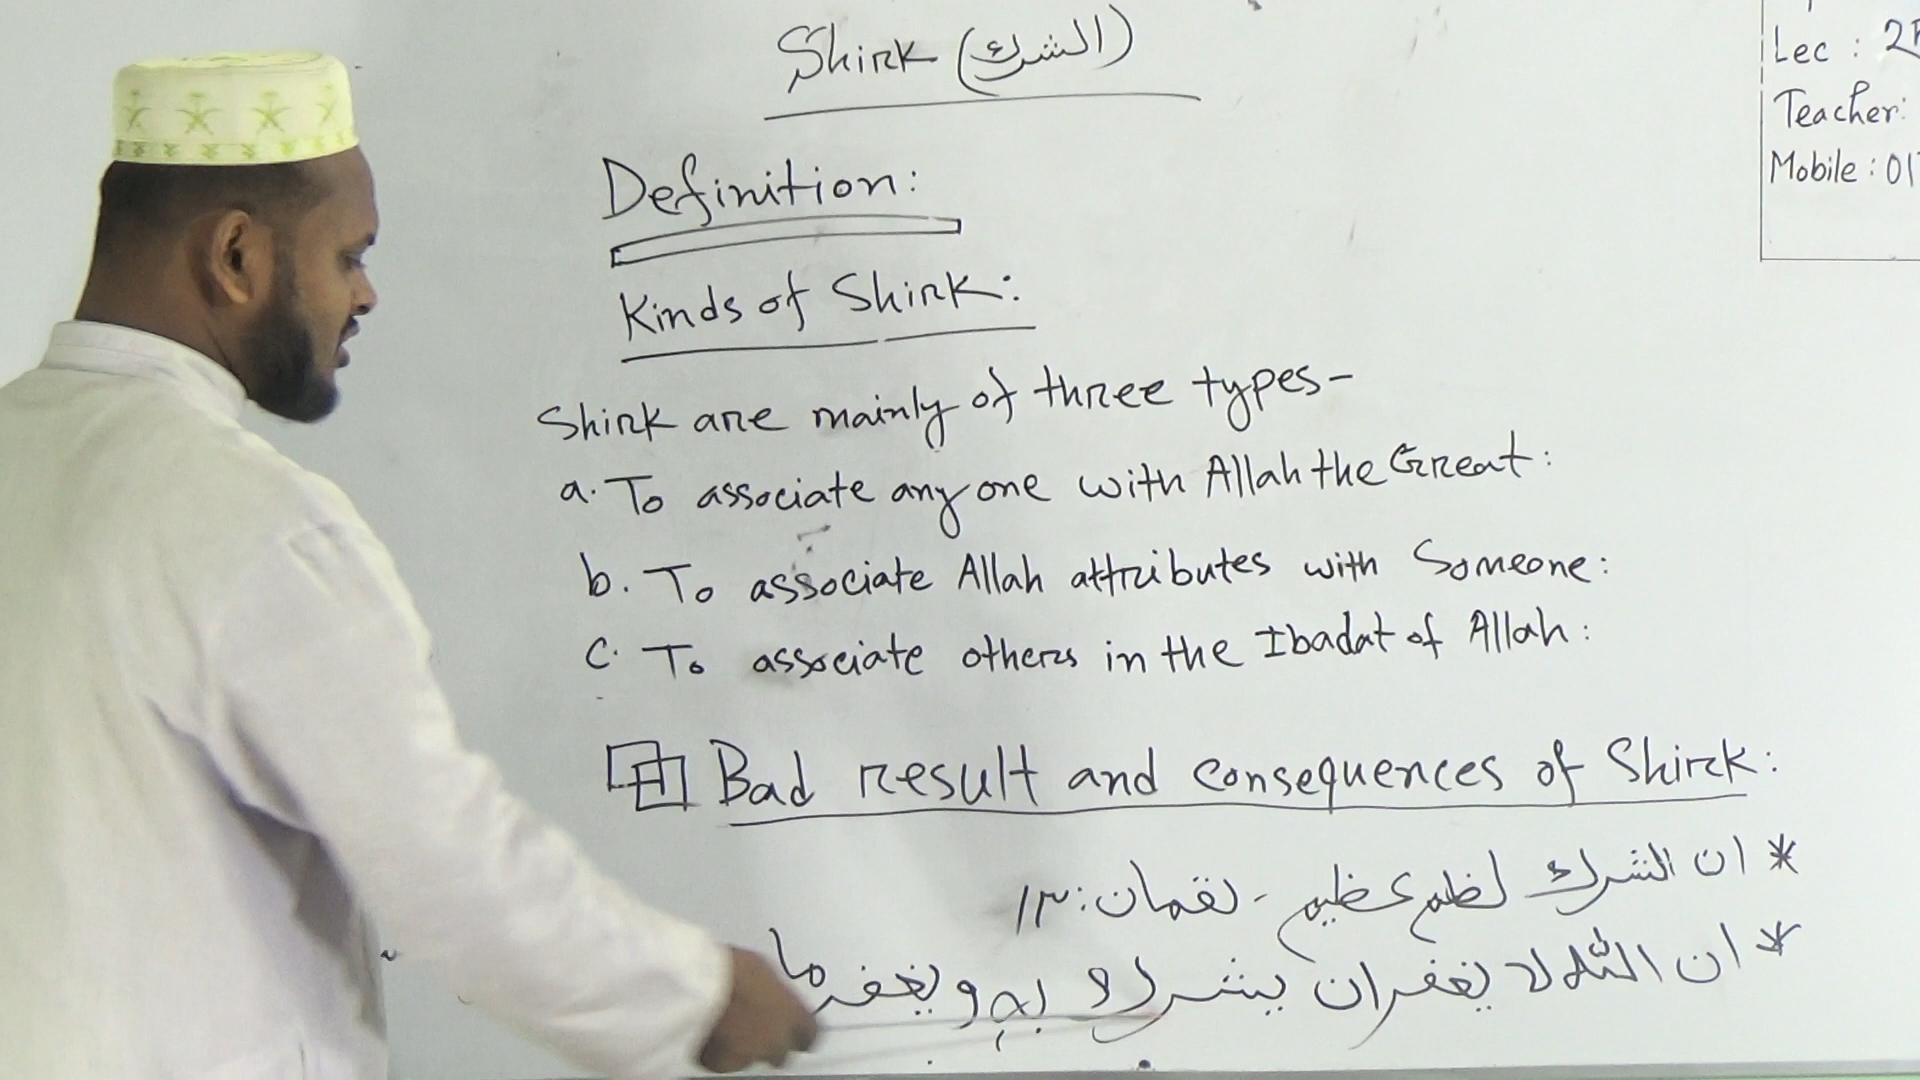 Shirk (الشرك)
Definition:
Kinds of Shirk:
Shirk are mainly of three types-
a. To associate any one with Allah the Great:
b. To associate Allah attributes with Someone:
c. To associate others in the Ibadat of Allah:
Bad result and consequences of Shirk:
* ان الشرك لظلم عظيم - لقمان: ١٣
* ان الله لا يغفر ان يشرك به و يغفر ما
Lec : 2
Teacher:
Mobile : 01